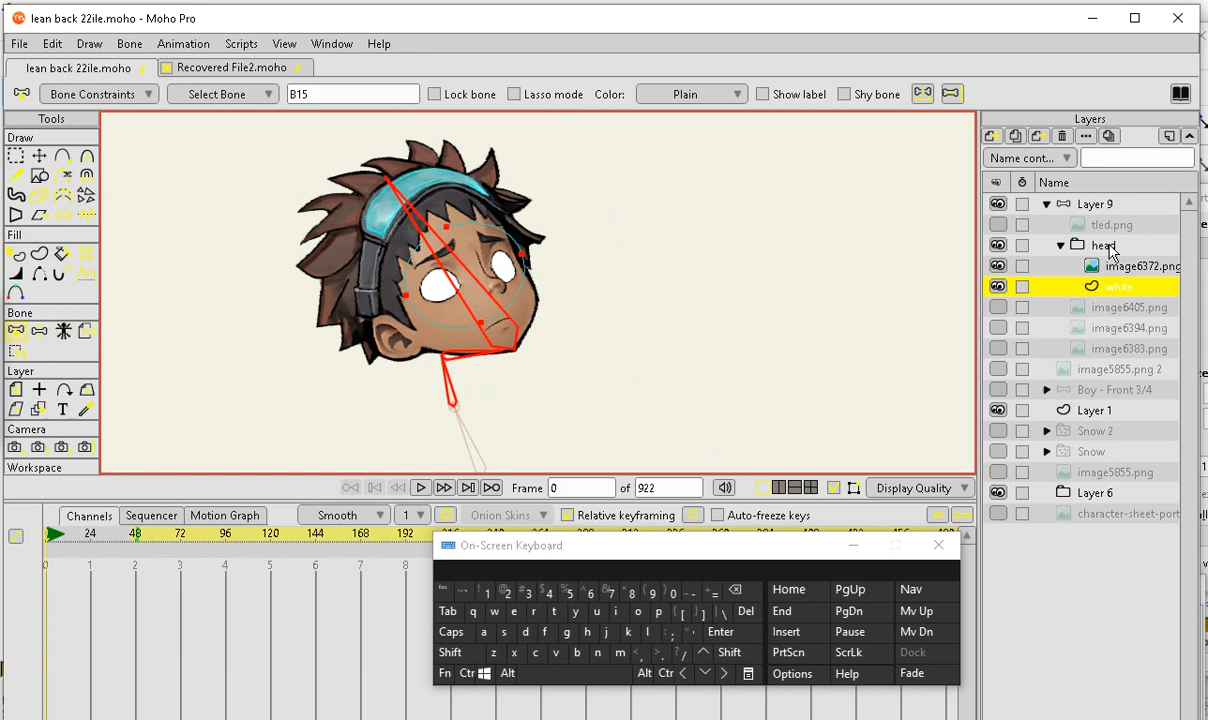 lean back 22ile.moho - Moho Pro
File Edit Draw Bone Animation Scripts View Window Help
lean back 22ile.moho Recovered File2.moho
Bone Constraints Select Bone B15 Lock bone Lasso mode Color: Plain Show label Shy bone
Tools
Draw
Fill
Bone
Layer
Camera
Workspace
Layers
Name cont...
Name
Layer 9
tled.png
head
image6372.png
white
image6405.png
image6394.png
image6383.png
image5855.png 2
Boy - Front 3/4
Layer 1
Snow 2
Snow
image5855.png
Layer 6
character-sheet-port
Frame 0 of 922 Display Quality
Channels Sequencer Motion Graph Smooth 1 Onion Skins Relative keyframing Auto-freeze keys
24 48 72 96 120 144 168 192
0 1 2 3 4 5 6 7 8
On-Screen Keyboard
Home PgUp Nav
Tab q w e r t y u i o p Del End PgDn Mv Up
Caps a s d f g h j k l Enter Insert Pause Mv Dn
Shift z x c v b n m Shift PrtScn ScrLk Dock
Fn Ctr Alt Alt Ctr Options Help Fade